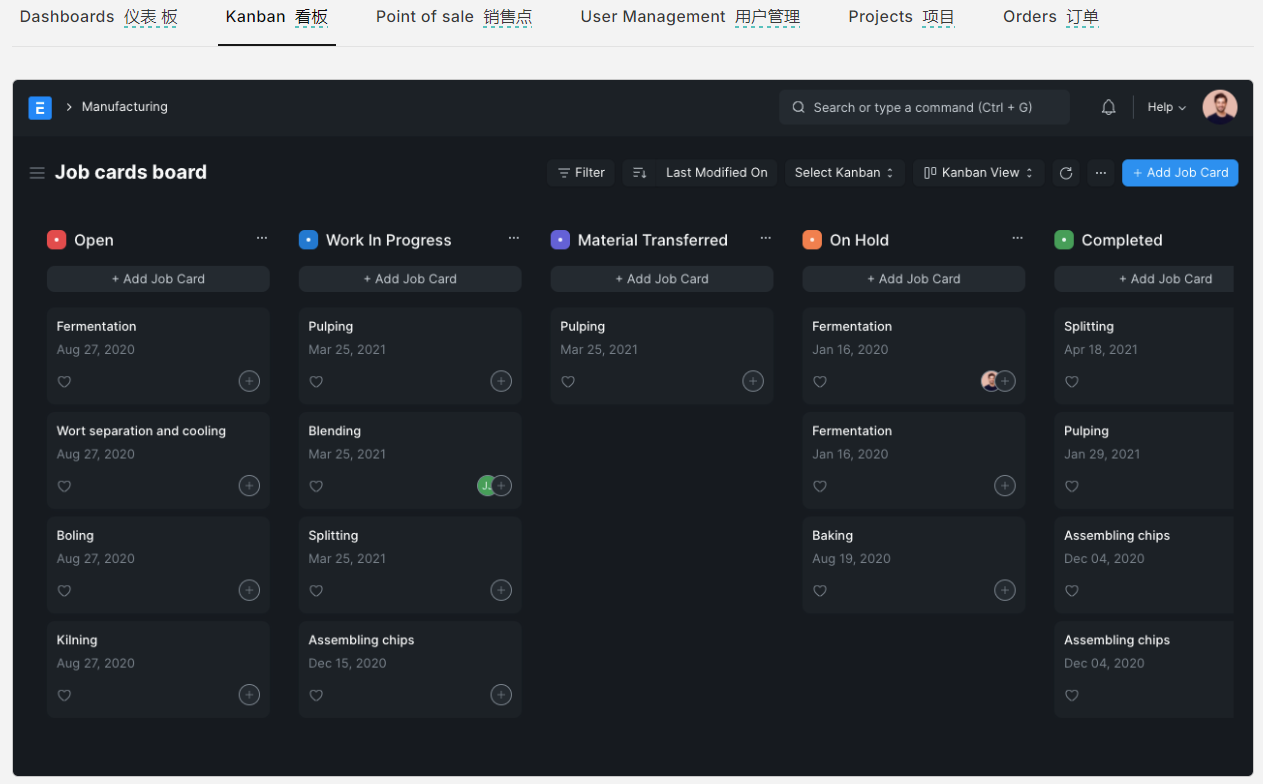 Dashboards 仪表 板 Kanban 看板 Point of sale 销售点 User Management 用户管理 Projects 项目 Orders 订单
E Manufacturing Search or type a command (Ctrl + G) Help
Job cards board Filter Last Modified On Select Kanban Kanban View ... + Add Job Card
Open ... Work In Progress ... Material Transferred ... On Hold ... Completed
+ Add Job Card + Add Job Card + Add Job Card + Add Job Card + Add Job Card
Fermentation Pulping Pulping Fermentation Splitting
Aug 27, 2020 Mar 25, 2021 Mar 25, 2021 Jan 16, 2020 Apr 18, 2021
Wort separation and cooling Blending Fermentation Pulping
Aug 27, 2020 Mar 25, 2021 Jan 16, 2020 Jan 29, 2021
J.
Boling Splitting Baking Assembling chips
Aug 27, 2020 Mar 25, 2021 Aug 19, 2020 Dec 04, 2020
Kilning Assembling chips Assembling chips
Aug 27, 2020 Dec 15, 2020 Dec 04, 2020